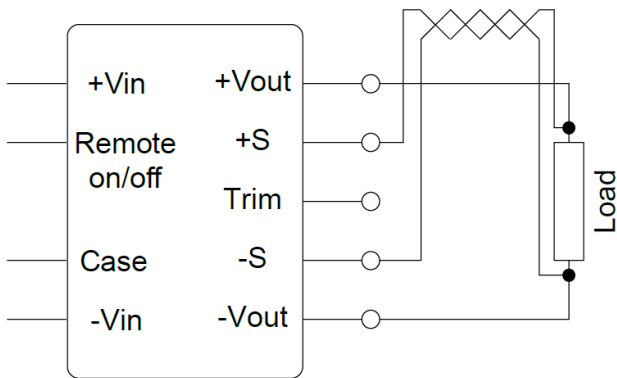 +Vin
Remote
on/off
Case
-Vin
+Vout
+S
Trim
-S
-Vout
Load